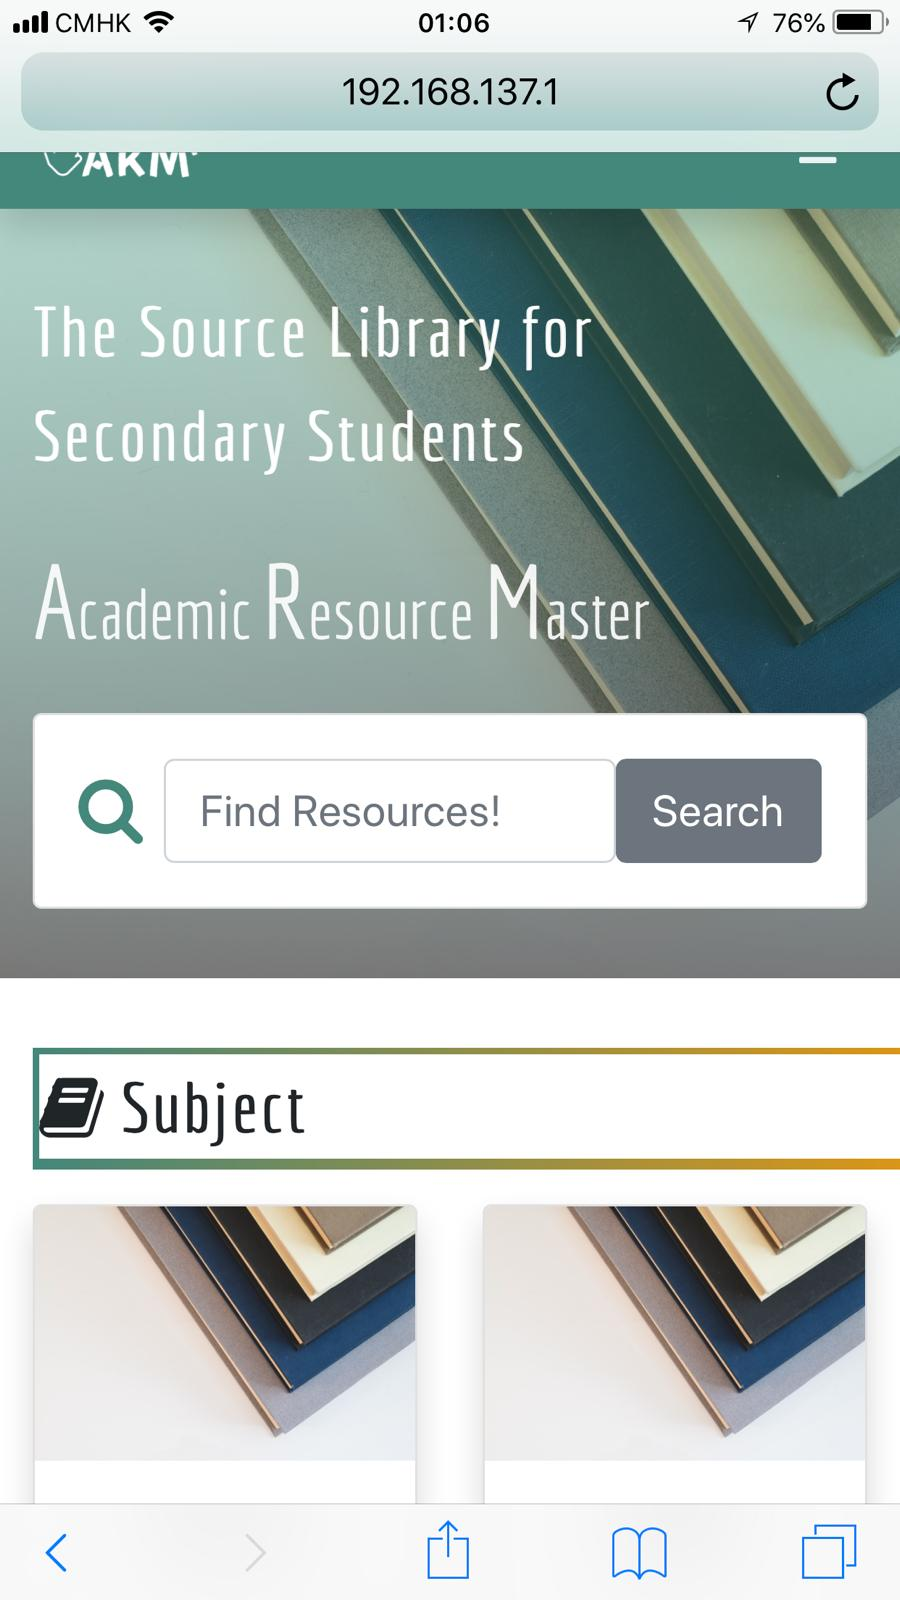 CMHK 01:06 76%
192.168.137.1
ARM
The Source Library for
Secondary Students
Academic Resource Master
Find Resources! Search
Subject